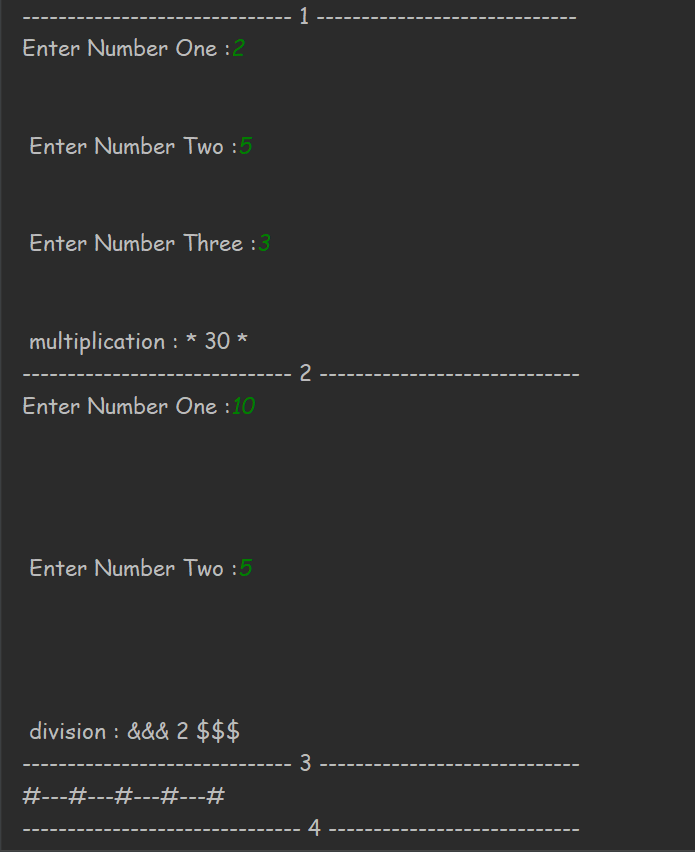 ------------------------------ 1 -----------------------------
Enter Number One :2
Enter Number Two :5
Enter Number Three :3
multiplication : * 30 *
------------------------------ 2 -----------------------------
Enter Number One :10
Enter Number Two :5
division : &&& 2 $$$
------------------------------ 3 -----------------------------
#---#---#---#---#
------------------------------- 4 ----------------------------